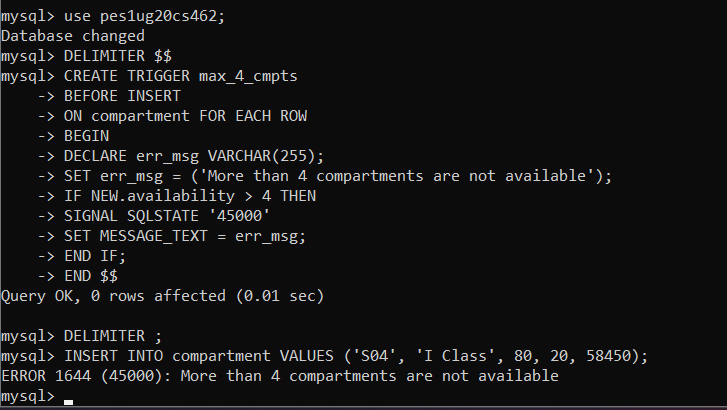 mysql> use pes1ug20cs462;
Database changed
mysql> DELIMITER $$
mysql> CREATE TRIGGER max_4_cmpts
    -> BEFORE INSERT
    -> ON compartment FOR EACH ROW
    -> BEGIN
    -> DECLARE err_msg VARCHAR(255);
    -> SET err_msg = ('More than 4 compartments are not available');
    -> IF NEW.availability > 4 THEN
    -> SIGNAL SQLSTATE '45000'
    -> SET MESSAGE_TEXT = err_msg;
    -> END IF;
    -> END $$
Query OK, 0 rows affected (0.01 sec)

mysql> DELIMITER ;
mysql> INSERT INTO compartment VALUES ('S04', 'I Class', 80, 20, 58450);
ERROR 1644 (45000): More than 4 compartments are not available
mysql>